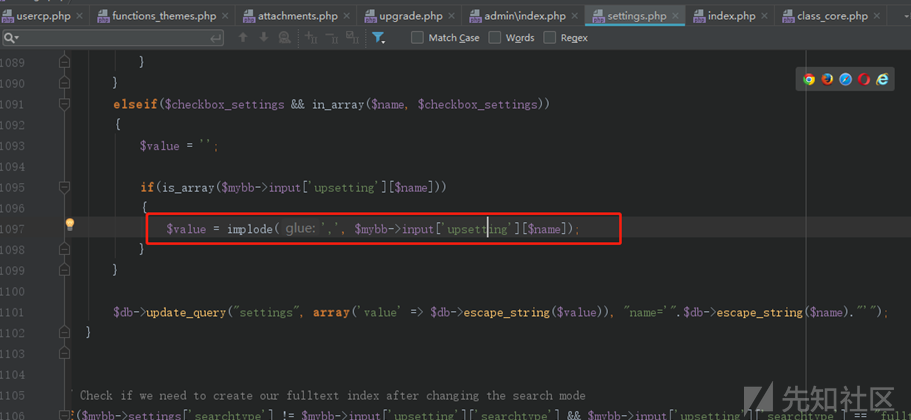 usercp.php × functions_themes.php × attachments.php × upgrade.php × admin\index.php × settings.php × index.php × class_core.php ×
Match Case Words Regex
1089 }
1090 }
1091 elseif($checkbox_settings && in_array($name, $checkbox_settings))
1092 {
1093 $value = '';
1094
1095 if(is_array($mybb->input['upsetting'][$name]))
1096 {
1097 $value = implode( glue: ',', $mybb->input['upsetting'][$name]);
1098 }
1099 }
1100
1101 $db->update_query("settings", array('value' => $db->escape_string($value)), "name='".$db->escape_string($name)."'");
1102 }
1103
1104
1105 Check if we need to create our fulltext index after changing the search mode
1106 ($mybb->settings['searchtype'] != $mybb->input['upsetting']['searchtype'] && $mybb->input['upsetting']['searchtype'] ==
先知社区